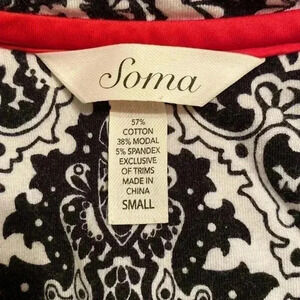 Soma
57%
COTTON
38% MODAL
5% SPANDEX
EXCLUSIVE
OF TRIMS
MADE IN
CHINA
SMALL